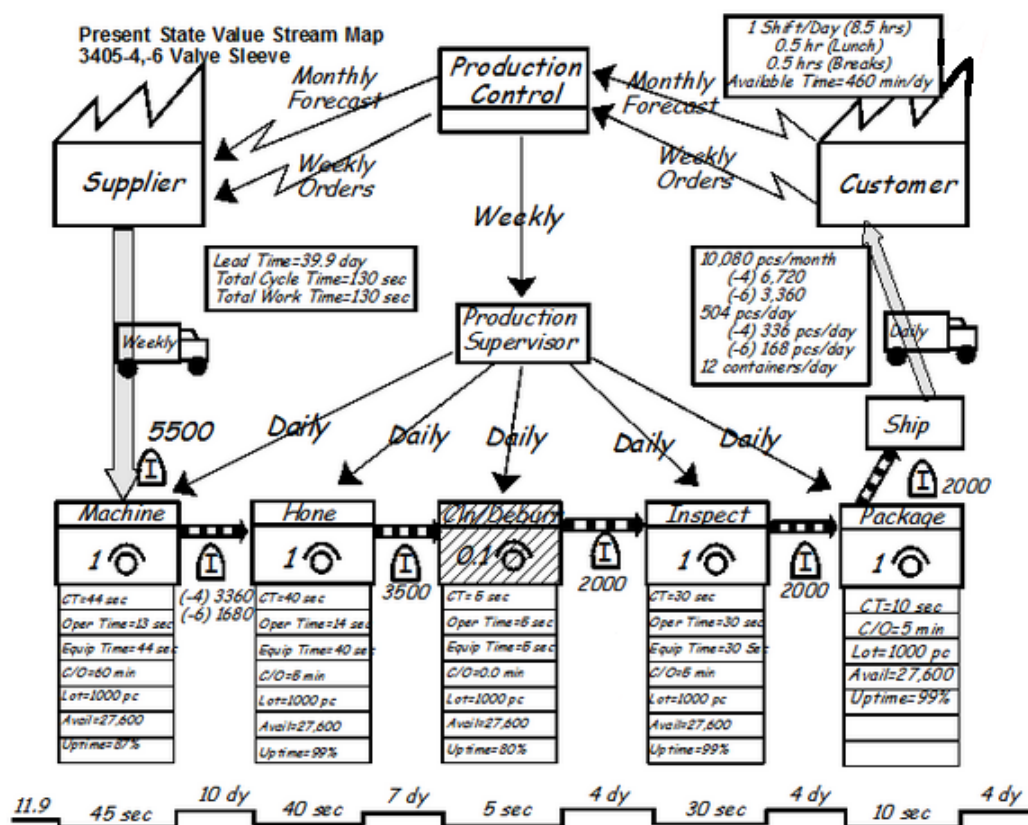 Present State Value Stream Map
3405-4,-6 Valve Sleeve
1 Shift/Day (8.5 hrs)
0.5 hr (Lunch)
0.5 hrs (Breaks)
Available Time=460 min/dy
Production
Control
Monthly
Forecast
Weekly
Orders
Monthly
Forecast
Weekly
Orders
Supplier
Customer
Weekly
Lead Time=39.9 day
Total Cycle Time=130 sec
Total Work Time=130 sec
10,080 pcs/month
(-4) 6,720
(-6) 3,360
504 pcs/day
(-4) 336 pcs/day
(-6) 168 pcs/day
12 containers/day
Weekly
Daily
Production
Supervisor
Ship
Daily
Daily
Daily
Daily
Daily
5500
I
I
2000
Machine
1
I
(-4) 3360
(-6) 1680
CT=44 sec
Oper Time=13 sec
Equip Time=44 sec
C/O=60 min
Lot=1000 pc
Avail=27,600
Uptime=87%
Hone
1
I
3500
CT=40 sec
Oper Time=14 sec
Equip Time=40 sec
C/O=5 min
Lot=1000 pc
Avail=27,600
Uptime=99%
Cln/Deburr
0.1
I
2000
CT=5 sec
Oper Time=5 sec
Equip Time=5 sec
C/O=0.0 min
Lot=1000 pc
Avail=27,600
Uptime=80%
Inspect
1
I
2000
CT=30 sec
Oper Time=30 sec
Equip Time=30 Sec
C/O=5 min
Lot=1000 pc
Avail=27,600
Uptime=99%
Package
1
CT=10 sec
C/O=5 min
Lot=1000 pc
Avail=27,600
Uptime=99%
11.9
45 sec
10 dy
40 sec
7 dy
5 sec
4 dy
30 sec
4 dy
10 sec
4 dy